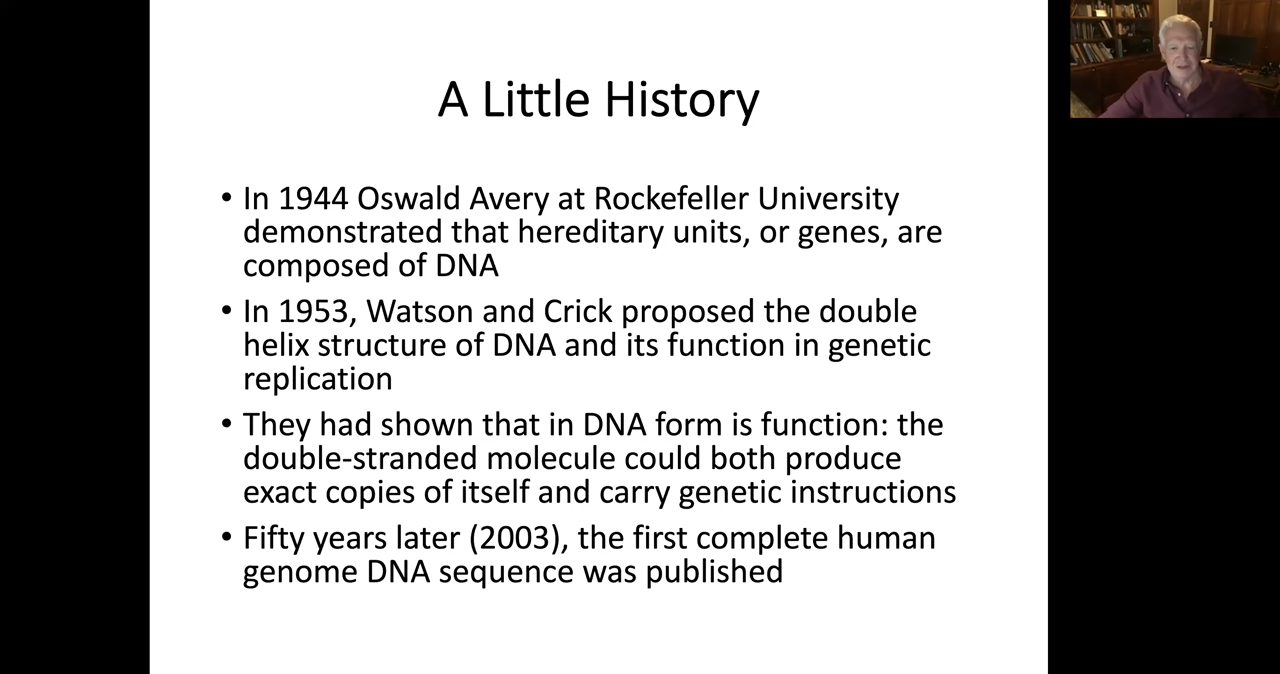 A Little History
• In 1944 Oswald Avery at Rockefeller University
demonstrated that hereditary units, or genes, are
composed of DNA
• In 1953, Watson and Crick proposed the double
helix structure of DNA and its function in genetic
replication
• They had shown that in DNA form is function: the
double-stranded molecule could both produce
exact copies of itself and carry genetic instructions
• Fifty years later (2003), the first complete human
genome DNA sequence was published